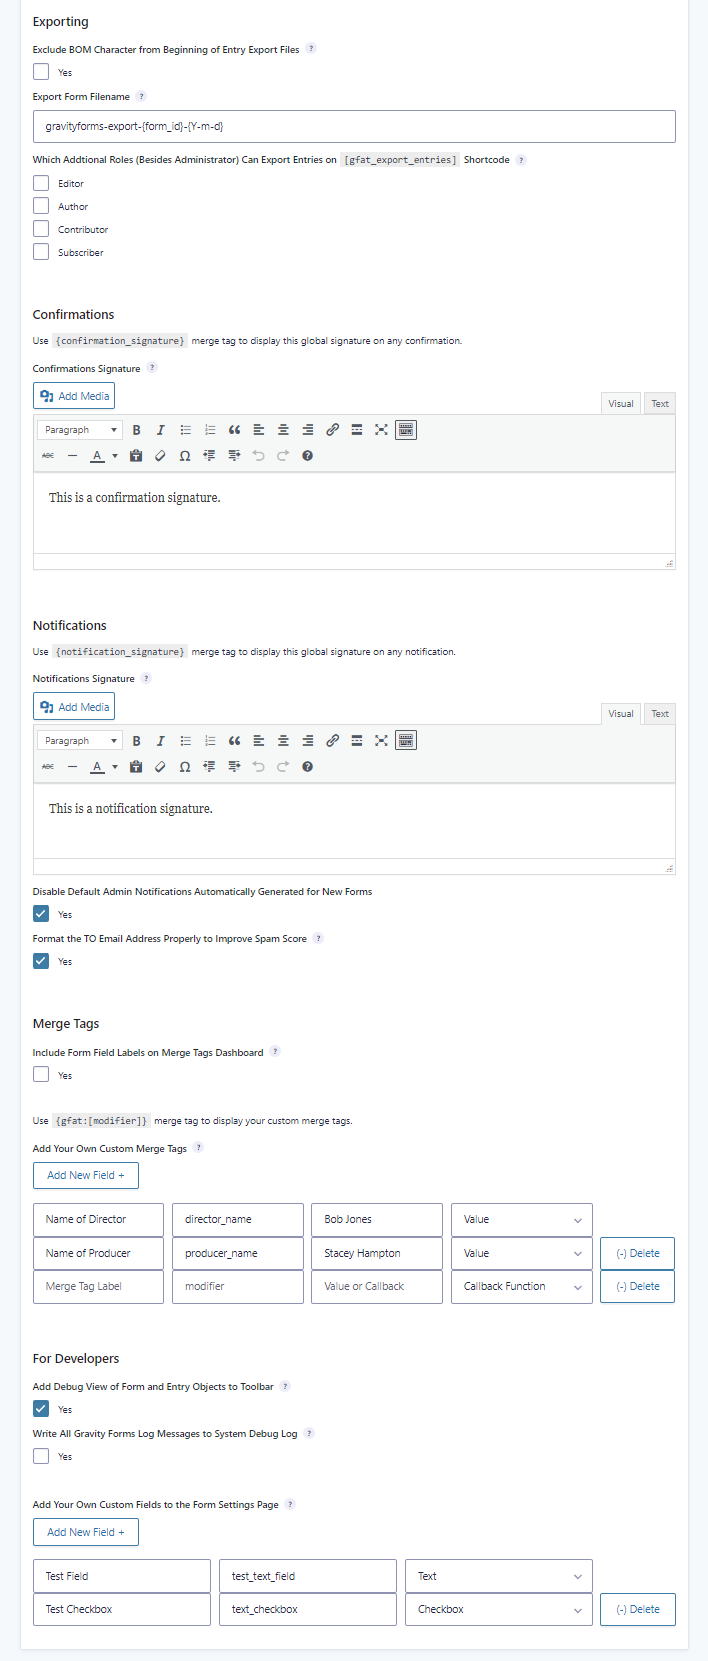 Exporting
Exclude BOM Character from Beginning of Entry Export Files ?
Yes
Export Form Filename ?
gravityforms-export-{form_id}-{Y-m-d}
Which Addtional Roles (Besides Administrator) Can Export Entries on [gfat_export_entries] Shortcode ?
Editor
Author
Contributor
Subscriber
Confirmations
Use {confirmation_signature} merge tag to display this global signature on any confirmation.
Confirmations Signature ?
Add Media
Visual Text
Paragraph B I
ABC A Ω ?
This is a confirmation signature.
Notifications
Use {notification_signature} merge tag to display this global signature on any notification.
Notifications Signature ?
Add Media
Visual Text
Paragraph B I
ABC A Ω ?
This is a notification signature.
Disable Default Admin Notifications Automatically Generated for New Forms
Yes
Format the TO Email Address Properly to Improve Spam Score ?
Yes
Merge Tags
Include Form Field Labels on Merge Tags Dashboard ?
Yes
Use {gfat:[modifier]} merge tag to display your custom merge tags.
Add Your Own Custom Merge Tags ?
Add New Field +
Name of Director director_name Bob Jones Value
Name of Producer producer_name Stacey Hampton Value (-) Delete
Merge Tag Label modifier Value or Callback Callback Function (-) Delete
For Developers
Add Debug View of Form and Entry Objects to Toolbar ?
Yes
Write All Gravity Forms Log Messages to System Debug Log ?
Yes
Add Your Own Custom Fields to the Form Settings Page ?
Add New Field +
Test Field test_text_field Text
Test Checkbox text_checkbox Checkbox (-) Delete